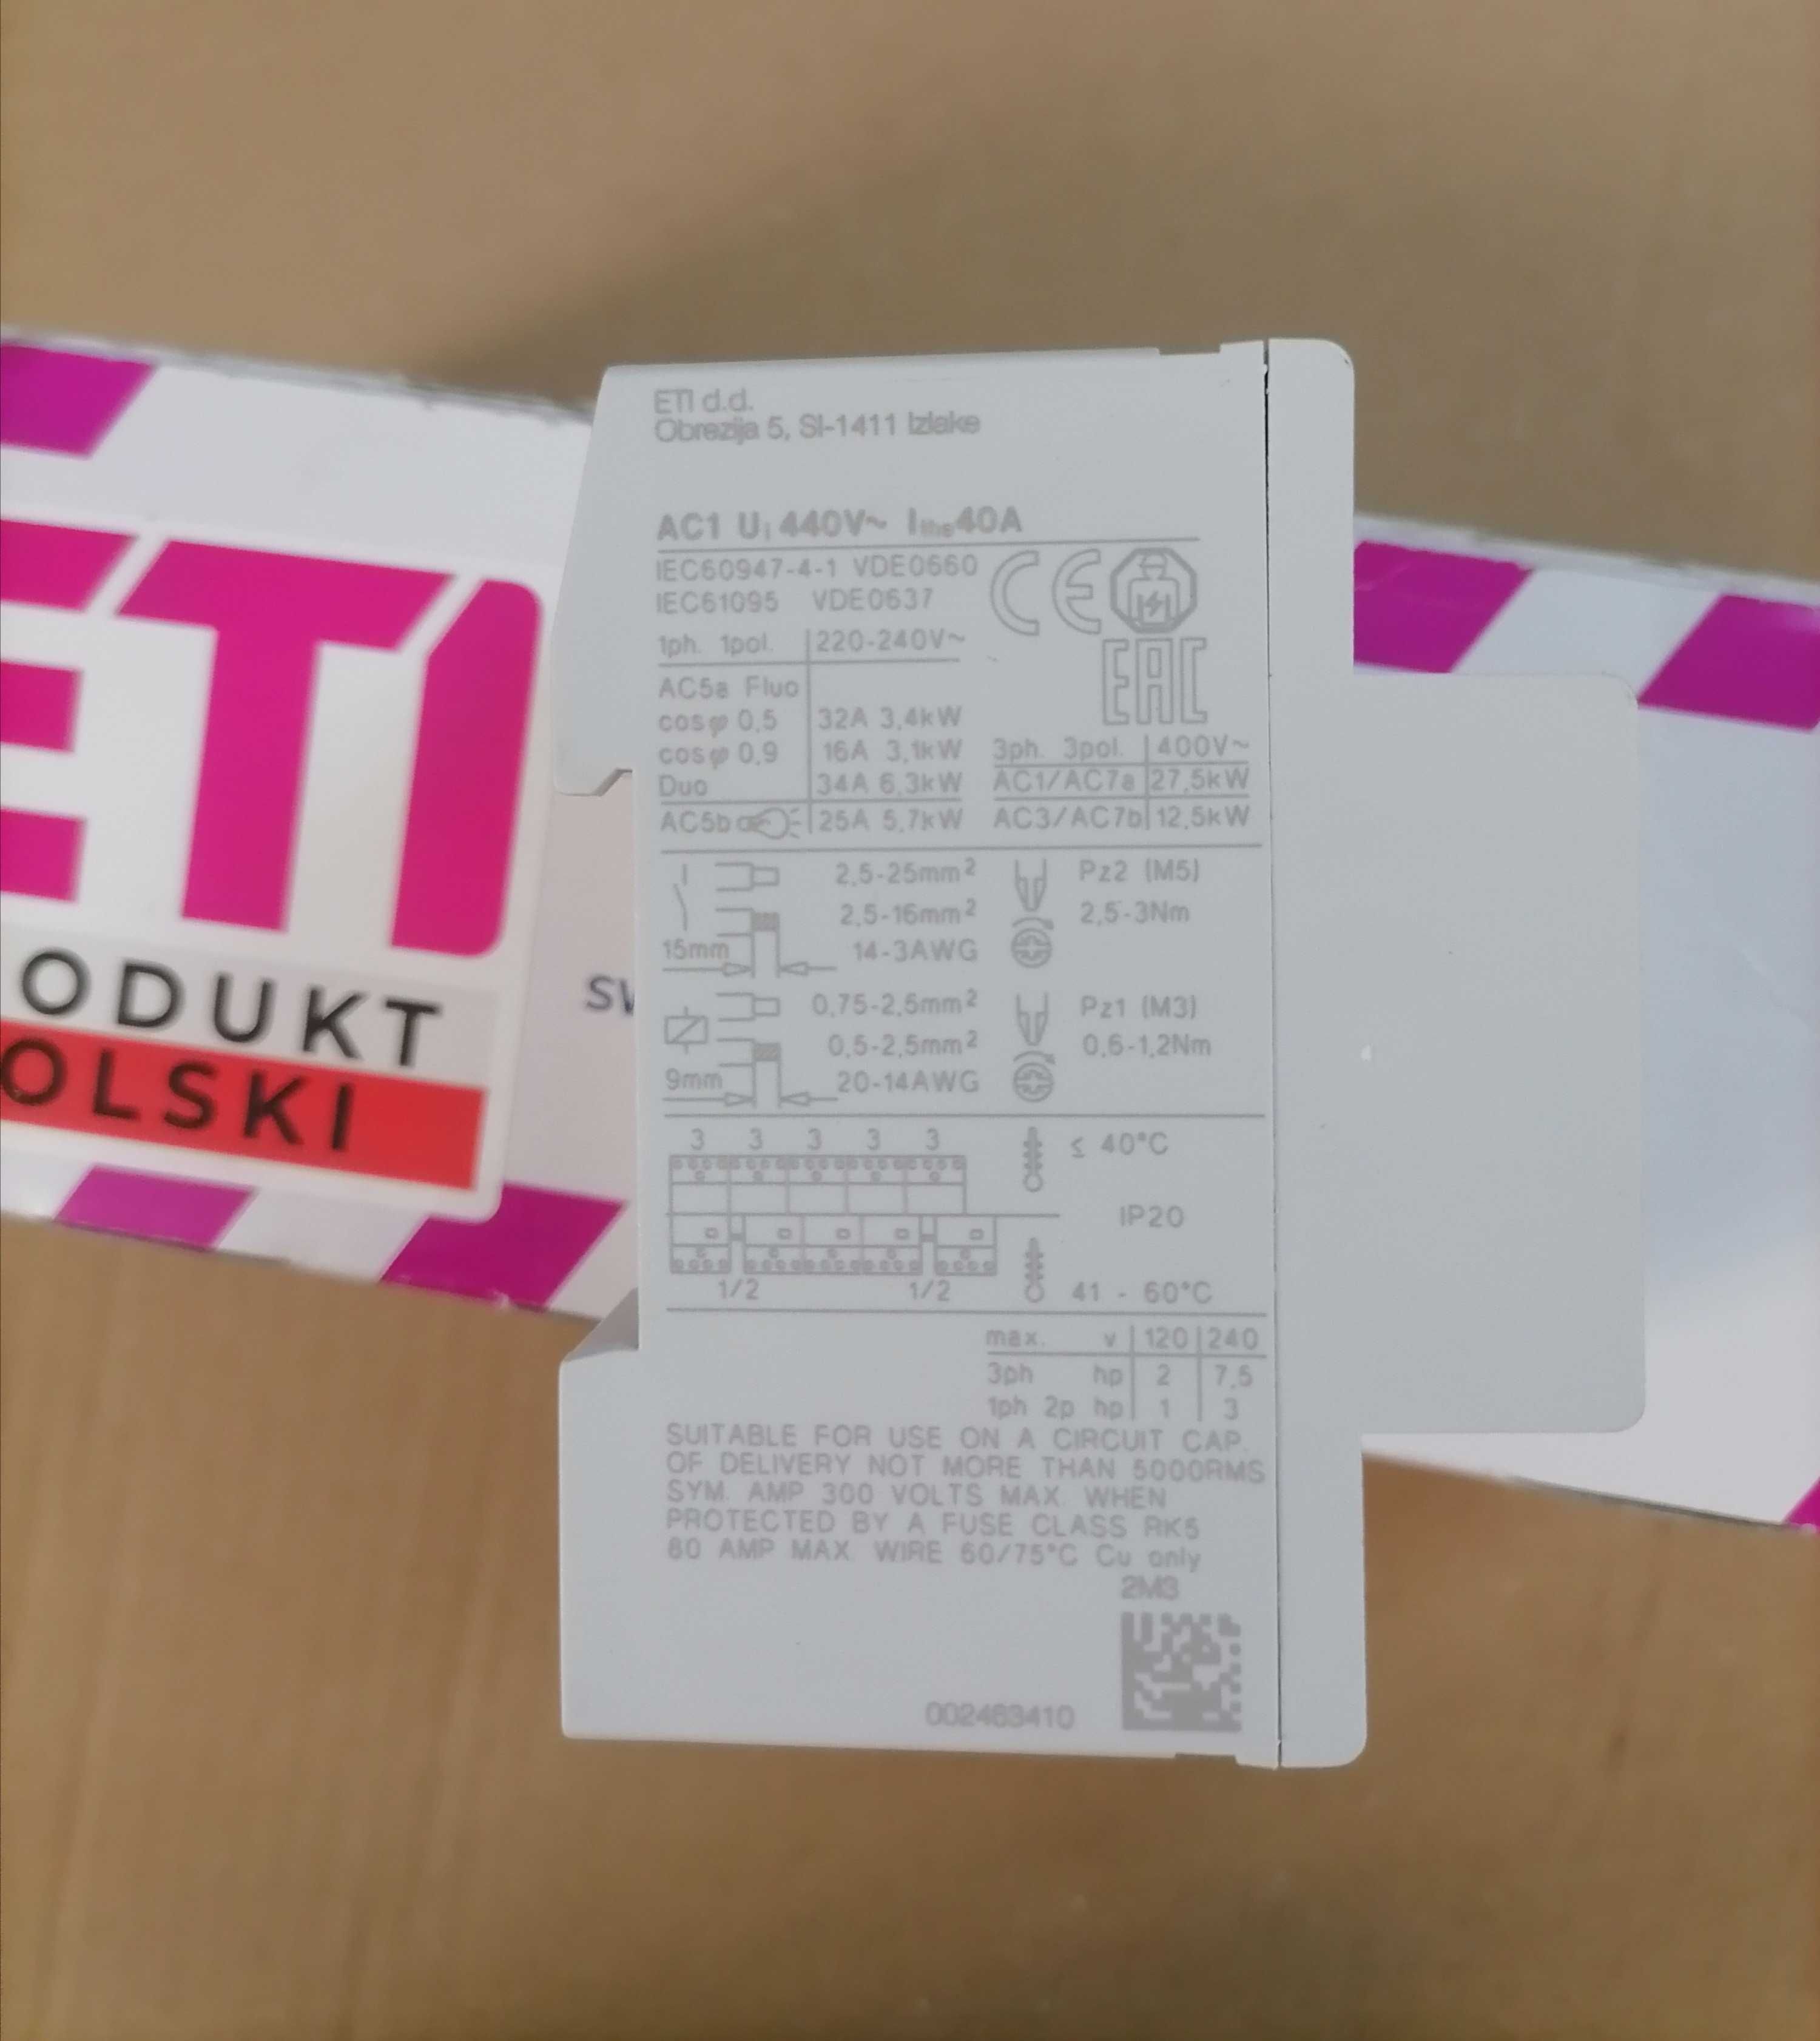 ETI d.d.
Obrezija 5, SI-1411 Izlake
AC1 Ui 440V~ Ithe 40A
IEC60947-4-1 VDE0660
IEC61095 VDE0637
CE
EAC
1ph. 1pol. 220-240V~
AC5a Fluo
cosφ 0,5 32A 3,4kW
cosφ 0,9 16A 3,1kW
Duo 34A 6,3kW
AC5b 25A 5,7kW
3ph. 3pol. 400V~
AC1/AC7a 27,5kW
AC3/AC7b 12,5kW
2,5-25mm² Pz2 (M5)
2,5-16mm² 2,5-3Nm
15mm 14-3AWG
0,75-2,5mm² Pz1 (M3)
0,5-2,5mm² 0,6-1,2Nm
9mm 20-14AWG
3 3 3 3 3 ≤ 40°C
IP20
1/2 1/2 41 - 60°C
max. v 120 240
3ph hp 2 7,5
1ph 2p hp 1 3
SUITABLE FOR USE ON A CIRCUIT CAP.
OF DELIVERY NOT MORE THAN 5000RMS
SYM. AMP 300 VOLTS MAX. WHEN
PROTECTED BY A FUSE CLASS RK5
80 AMP MAX. WIRE 60/75°C Cu only
2M3
002463410
ETI
ODUKT
OLSKI